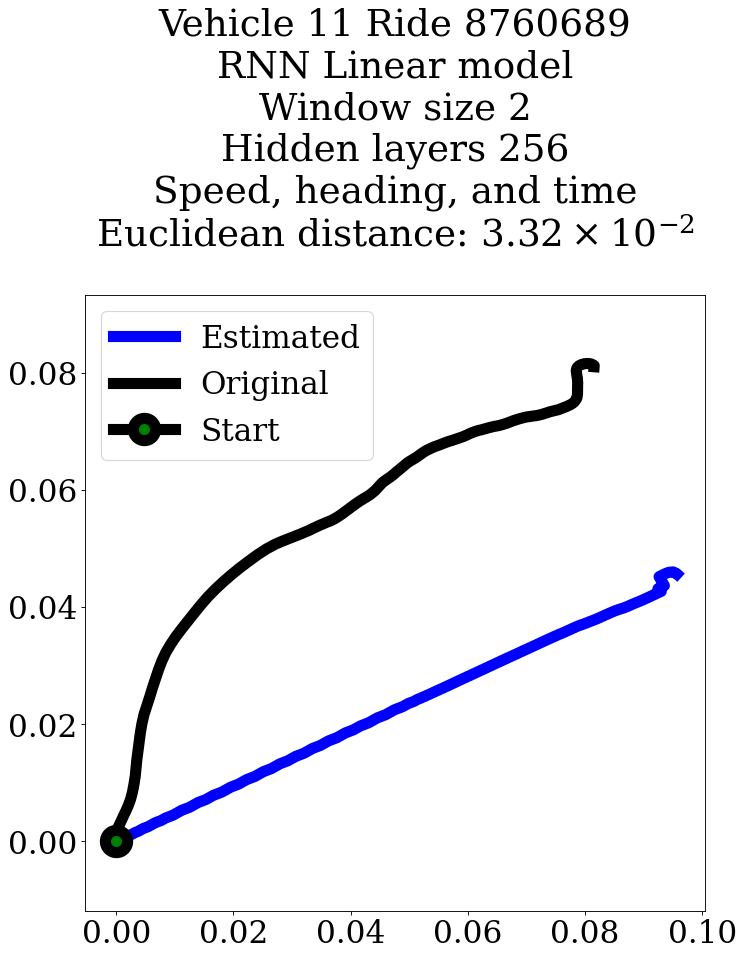 Vehicle 11 Ride 8760689
RNN Linear model
Window size 2
Hidden layers 256
Speed, heading, and time
Euclidean distance: 3.32 × 10⁻²
Estimated
Original
Start
0.08
0.06
0.04
0.02
0.00
0.00 0.02 0.04 0.06 0.08 0.10